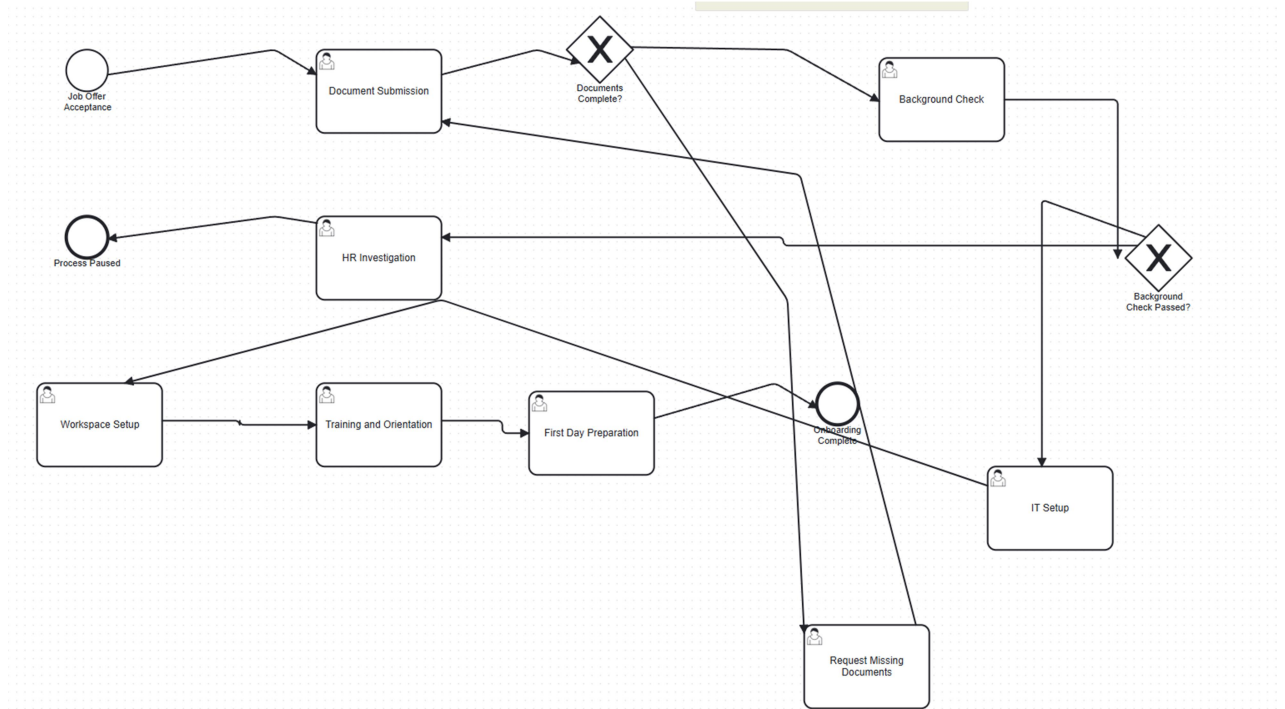 Job Offer
Acceptance
Document Submission
Documents
Complete?
Background Check
Process Paused
HR Investigation
Background
Check Passed?
Workspace Setup
Training and Orientation
First Day Preparation
Onboarding
Complete
IT Setup
Request Missing
Documents